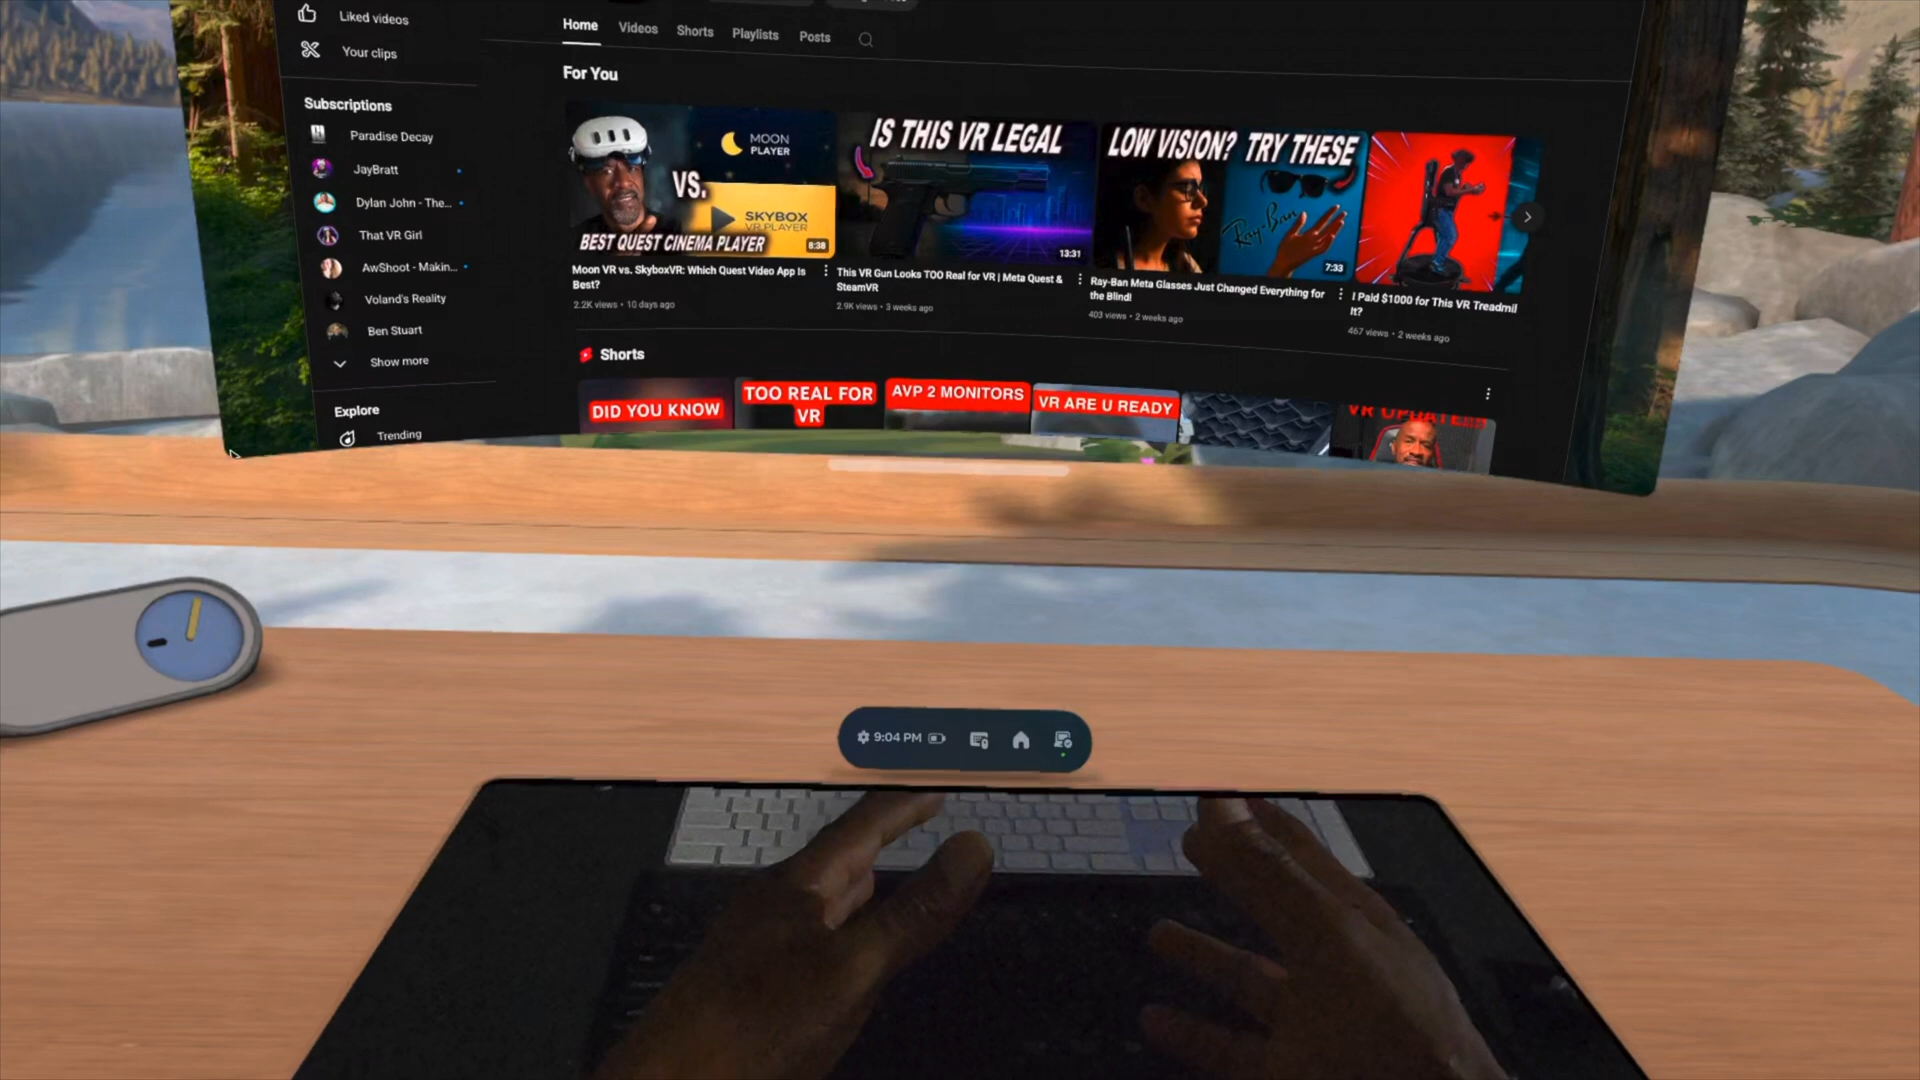 Liked videos
Your clips
Subscriptions
Paradise Decay
JayBratt
Dylan John - The...
That VR Girl
AwShoot - Makin...
Voland's Reality
Ben Stuart
Show more
Explore
Trending
Home Videos Shorts Playlists Posts
For You
MOON
PLAYER
VS.
SKYBOX
VR PLAYER
BEST QUEST CINEMA PLAYER
8:38
Moon VR vs. SkyboxVR: Which Quest Video App Is
Best?
2.2K views • 10 days ago
IS THIS VR LEGAL
13:31
This VR Gun Looks TOO Real for VR | Meta Quest &
SteamVR
2.9K views • 3 weeks ago
LOW VISION? TRY THESE
Ray-Ban
7:33
Ray-Ban Meta Glasses Just Changed Everything for
the Blind!
403 views • 2 weeks ago
I Paid $1000 for This VR Treadmil
It?
467 views • 2 weeks ago
Shorts
DID YOU KNOW
TOO REAL FOR
VR
AVP 2 MONITORS
VR ARE U READY
VR UPDATE!!!
9:04 PM